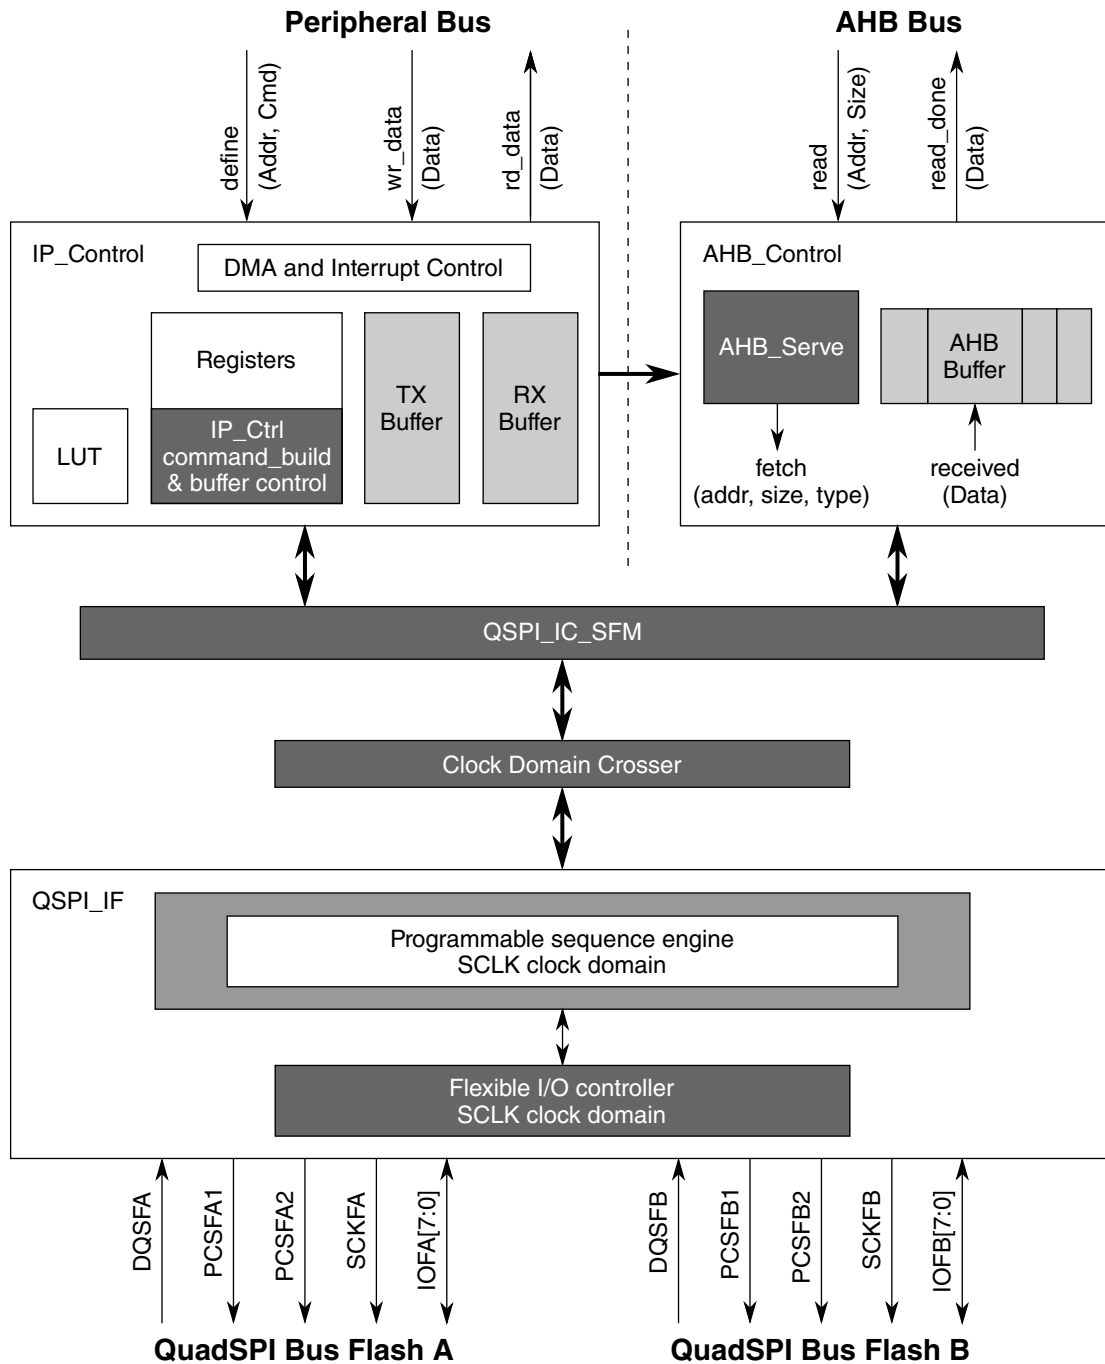 Peripheral Bus
AHB Bus
define
(Addr, Cmd)
wr_data
(Data)
rd_data
(Data)
read
(Addr, Size)
read_done
(Data)
IP_Control
DMA and Interrupt Control
Registers
LUT
IP_Ctrl
command_build
& buffer control
TX
Buffer
RX
Buffer
AHB_Control
AHB_Serve
AHB
Buffer
fetch
(addr, size, type)
received
(Data)
QSPI_IC_SFM
Clock Domain Crosser
QSPI_IF
Programmable sequence engine
SCLK clock domain
Flexible I/O controller
SCLK clock domain
DQSFA
PCSFA1
PCSFA2
SCKFA
IOFA[7:0]
DQSFB
PCSFB1
PCSFB2
SCKFB
IOFB[7:0]
QuadSPI Bus Flash A
QuadSPI Bus Flash B